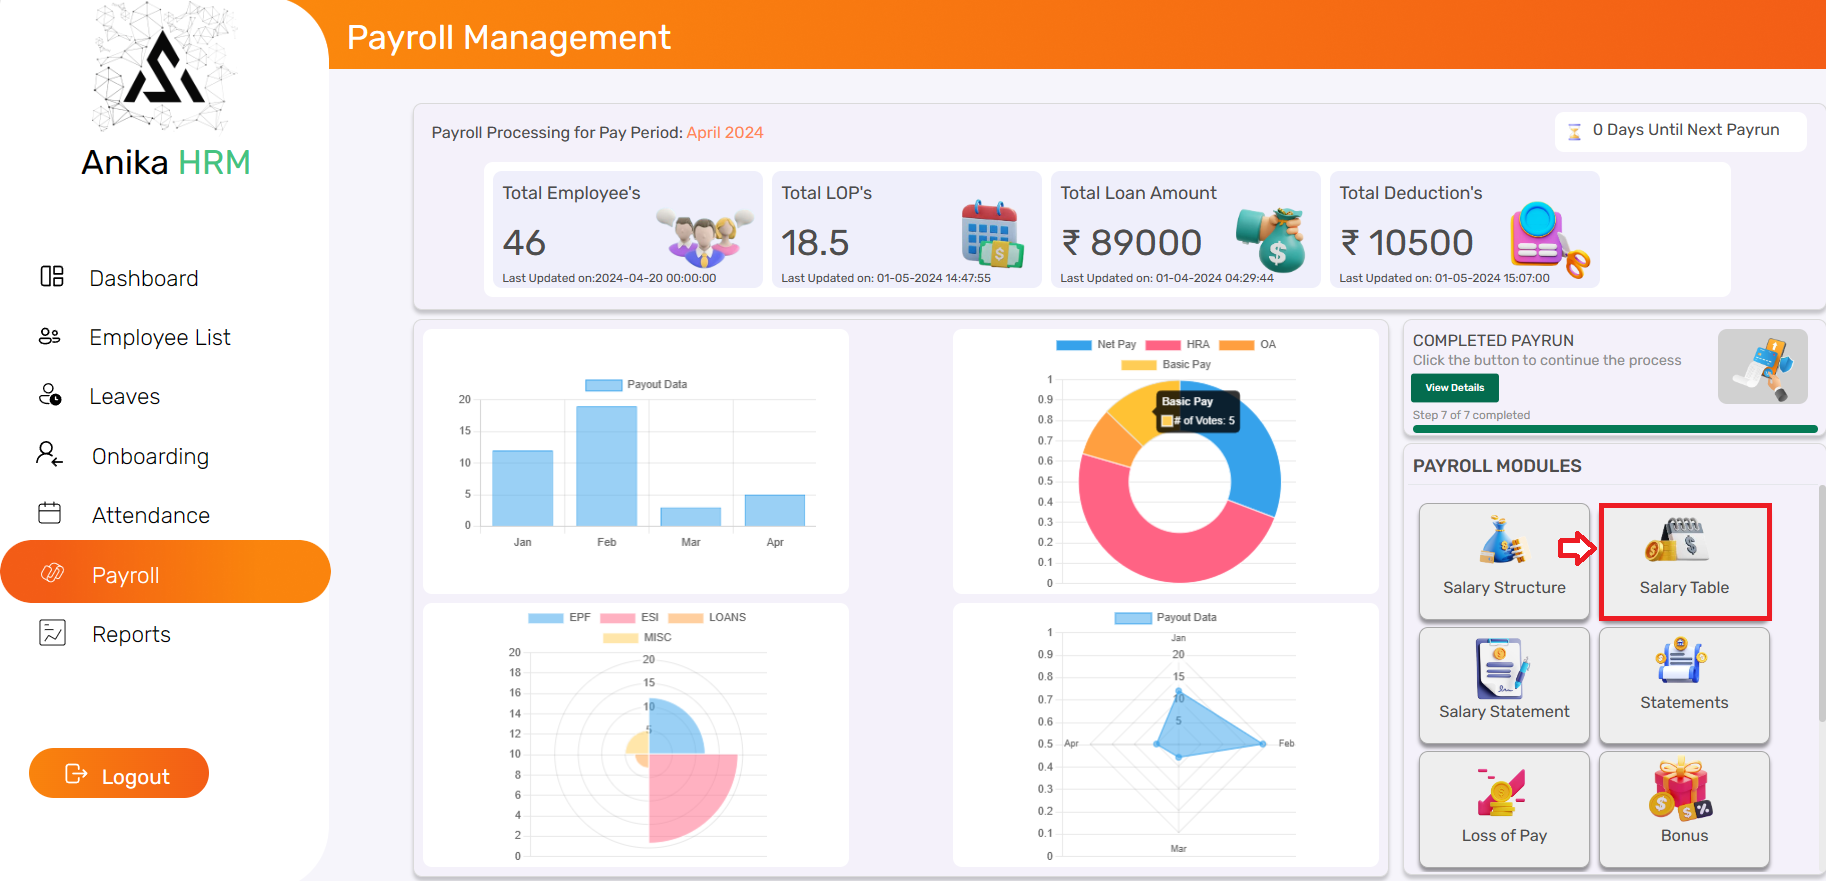 Anika HRM
Dashboard
Employee List
Leaves
Onboarding
Attendance
Payroll
Reports
Logout
Payroll Management
Payroll Processing for Pay Period: April 2024
0 Days Until Next Payrun
Total Employee's
46
Last Updated on:2024-04-20 00:00:00
Total LOP's
18.5
Last Updated on: 01-05-2024 14:47:55
Total Loan Amount
₹ 89000
Last Updated on: 01-04-2024 04:29:44
Total Deduction's
₹ 10500
Last Updated on: 01-05-2024 15:07:00
Payout Data
20
15
10
5
0
Jan Feb Mar Apr
Net Pay HRA OA
Basic Pay
1
0.9
0.8
0.7
0.6
0.5
0.4
0.3
0.2
0.1
0
Basic Pay
# of Votes: 5
EPF ESI LOANS
MISC
20
18
16
14
12
10
8
6
4
2
0
20
15
10
5
Payout Data
1
0.9
0.8
0.7
0.6
0.5
0.4
0.3
0.2
0.1
0
Jan
20
15
10
5
Apr
Feb
Mar
COMPLETED PAYRUN
Click the button to continue the process
View Details
Step 7 of 7 completed
PAYROLL MODULES
Salary Structure
Salary Table
Salary Statement
Statements
Loss of Pay
Bonus